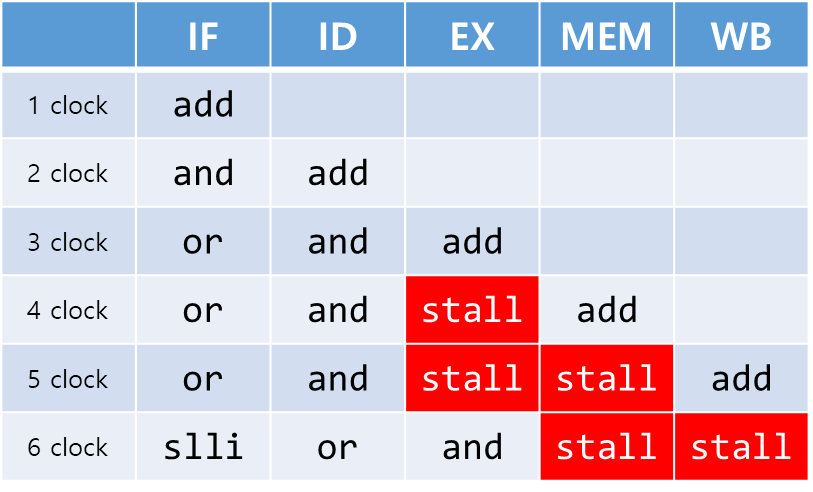 IF ID EX MEM WB
1 clock add
2 clock and add
3 clock or and add
4 clock or and stall add
5 clock or and stall stall add
6 clock slli or and stall stall